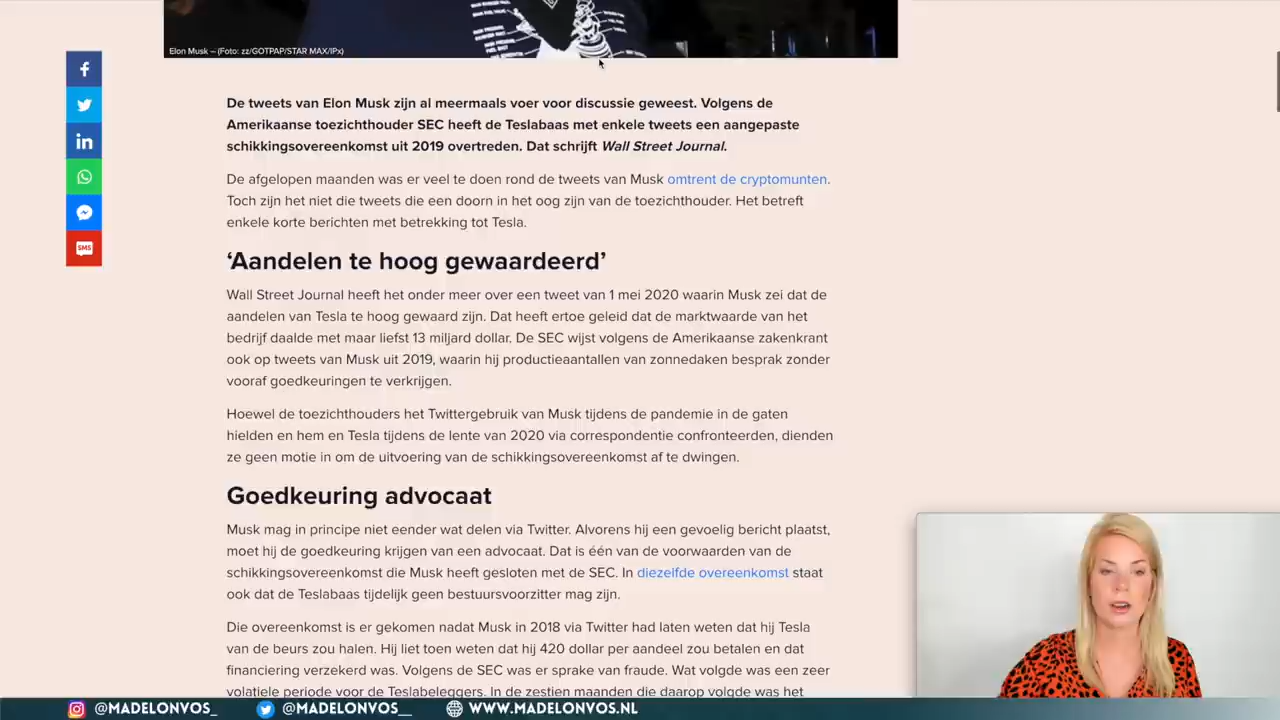 Elon Musk – (Foto: zz/GOTPAP/STAR MAX/IPx)
De tweets van Elon Musk zijn al meermaals voer voor discussie geweest. Volgens de
Amerikaanse toezichthouder SEC heeft de Teslabaas met enkele tweets een aangepaste
schikkingsovereenkomst uit 2019 overtreden. Dat schrijft Wall Street Journal.
De afgelopen maanden was er veel te doen rond de tweets van Musk omtrent de cryptomunten.
Toch zijn het niet die tweets die een doorn in het oog zijn van de toezichthouder. Het betreft
enkele korte berichten met betrekking tot Tesla.
‘Aandelen te hoog gewaardeerd’
Wall Street Journal heeft het onder meer over een tweet van 1 mei 2020 waarin Musk zei dat de
aandelen van Tesla te hoog gewaard zijn. Dat heeft ertoe geleid dat de marktwaarde van het
bedrijf daalde met maar liefst 13 miljard dollar. De SEC wijst volgens de Amerikaanse zakenkrant
ook op tweets van Musk uit 2019, waarin hij productieaantallen van zonnedaken besprak zonder
vooraf goedkeuringen te verkrijgen.
Hoewel de toezichthouders het Twittergebruik van Musk tijdens de pandemie in de gaten
hielden en hem en Tesla tijdens de lente van 2020 via correspondentie confronteerden, dienden
ze geen motie in om de uitvoering van de schikkingsovereenkomst af te dwingen.
Goedkeuring advocaat
Musk mag in principe niet eender wat delen via Twitter. Alvorens hij een gevoelig bericht plaatst,
moet hij de goedkeuring krijgen van een advocaat. Dat is één van de voorwaarden van de
schikkingsovereenkomst die Musk heeft gesloten met de SEC. In diezelfde overeenkomst staat
ook dat de Teslabaas tijdelijk geen bestuursvoorzitter mag zijn.
Die overeenkomst is er gekomen nadat Musk in 2018 via Twitter had laten weten dat hij Tesla
van de beurs zou halen. Hij liet toen weten dat hij 420 dollar per aandeel zou betalen en dat
financiering verzekerd was. Volgens de SEC was er sprake van fraude. Wat volgde was een zeer
volatiele periode voor de Teslabeleggers. In de zestien maanden die daarop volgde was het
SMS
@MADELONVOS_
@MADELONVOS__
WWW.MADELONVOS.NL